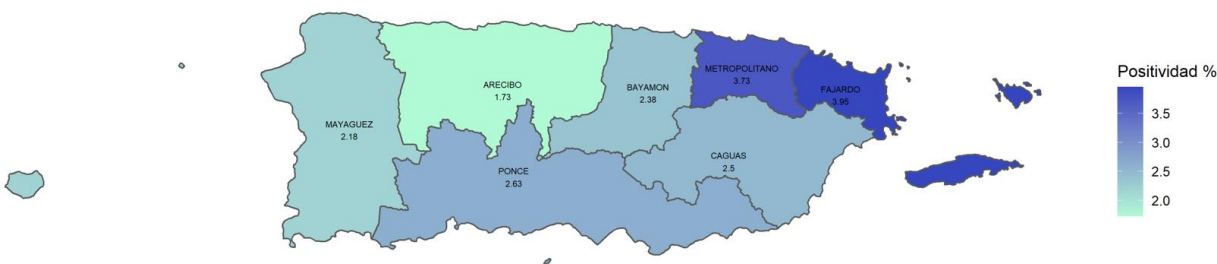 Positividad %
3.5
3.0
2.5
2.0
METROPOLITANO
3.73
ARECIBO
1.73
BAYAMON
2.38
FAJARDO
3.95
MAYAGUEZ
2.18
CAGUAS
2.5
PONCE
2.63